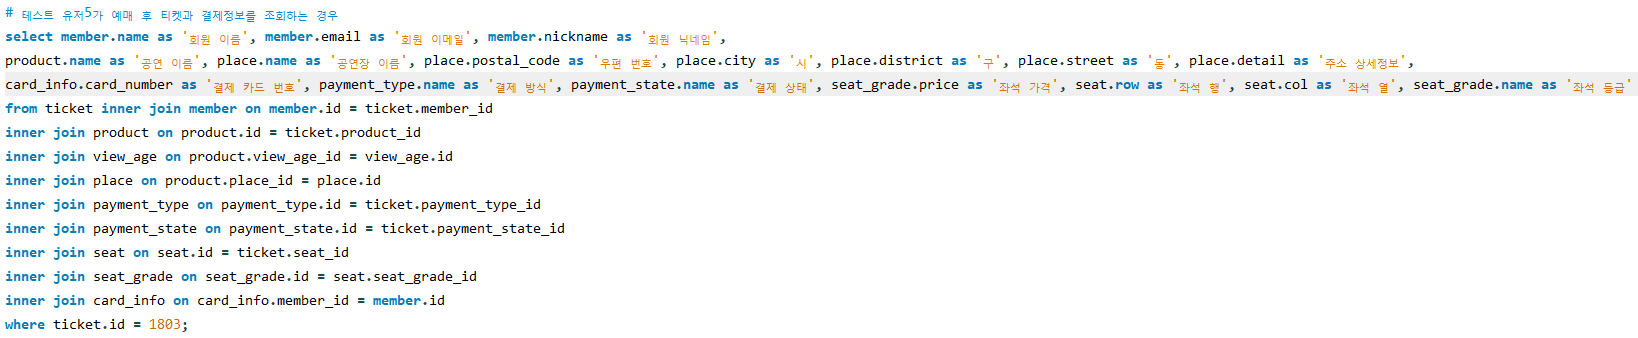 # 테스트 유저5가 예매 후 티켓과 결제정보를 조회하는 경우
select member.name as '회원 이름', member.email as '회원 이메일', member.nickname as '회원 닉네임',
product.name as '공연 이름', place.name as '공연장 이름', place.postal_code as '우편 번호', place.city as '시', place.district as '구', place.street as '동', place.detail as '주소 상세정보',
card_info.card_number as '결제 카드 번호', payment_type.name as '결제 방식', payment_state.name as '결제 상태', seat_grade.price as '좌석 가격', seat.row as '좌석 행', seat.col as '좌석 열', seat_grade.name as '좌석 등급'
from ticket inner join member on member.id = ticket.member_id
inner join product on product.id = ticket.product_id
inner join view_age on product.view_age_id = view_age.id
inner join place on product.place_id = place.id
inner join payment_type on payment_type.id = ticket.payment_type_id
inner join payment_state on payment_state.id = ticket.payment_state_id
inner join seat on seat.id = ticket.seat_id
inner join seat_grade on seat_grade.id = seat.seat_grade_id
inner join card_info on card_info.member_id = member.id
where ticket.id = 1803;